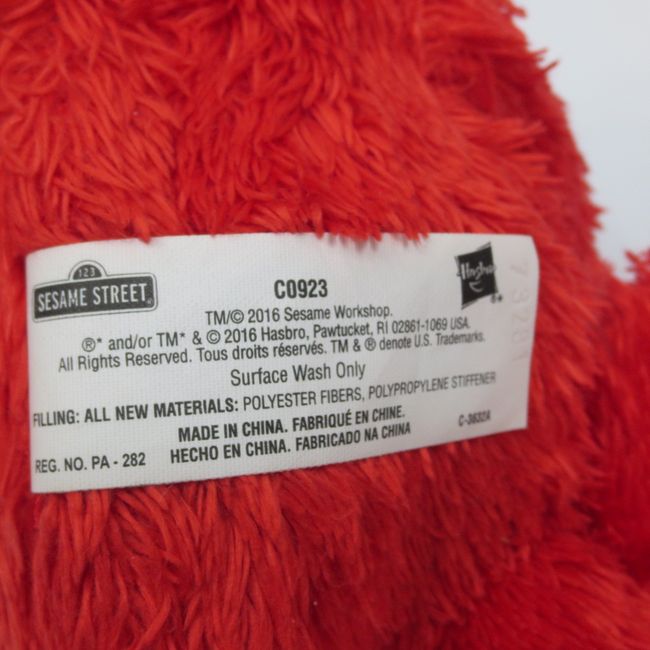 123
SESAME STREET
C0923
Hasbro
TM/© 2016 Sesame Workshop.
®* and/or TM* & © 2016 Hasbro, Pawtucket, RI 02861-1069 USA.
All Rights Reserved. Tous droits réservés. TM & ® denote U.S. Trademarks.
Surface Wash Only
FILLING: ALL NEW MATERIALS: POLYESTER FIBERS, POLYPROPYLENE STIFFENER
MADE IN CHINA. FABRIQUÉ EN CHINE.
C-3632A
REG. NO. PA - 282
HECHO EN CHINA. FABRICADO NA CHINA